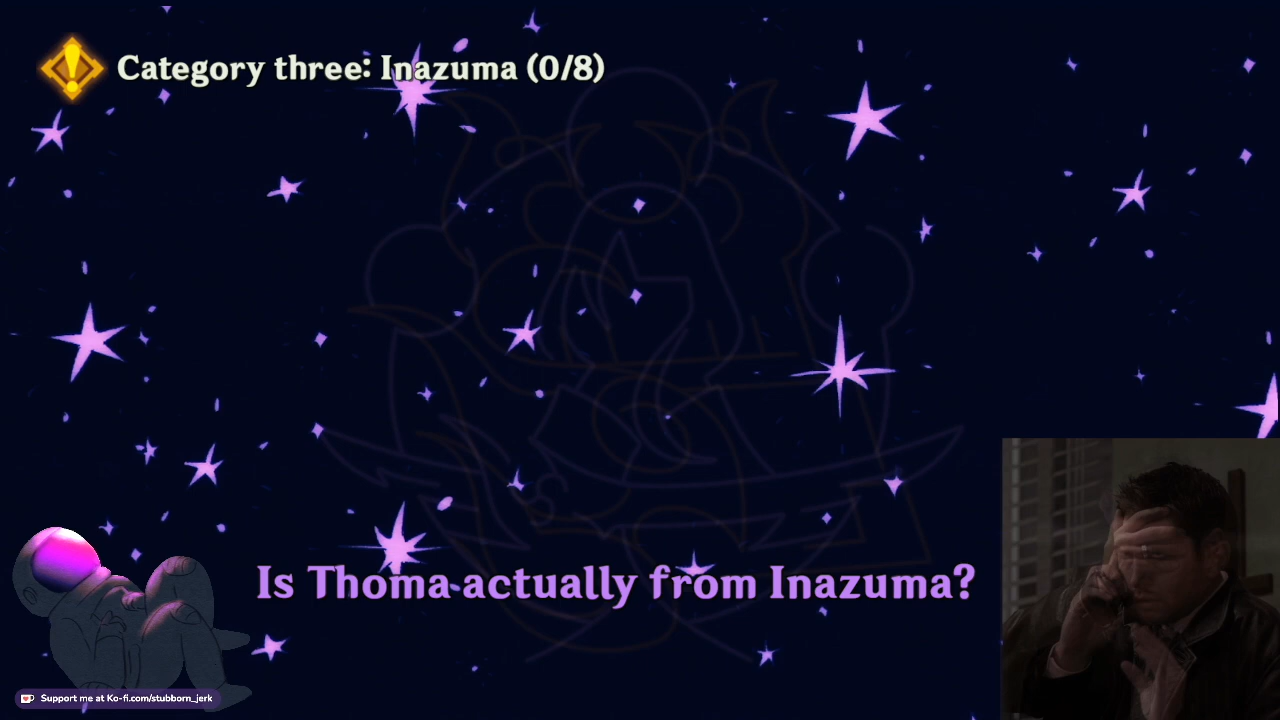 Category three: Inazuma (0/8)
Is Thoma actually from Inazuma?
Support me at Ko-fi.com/stubborn_jerk